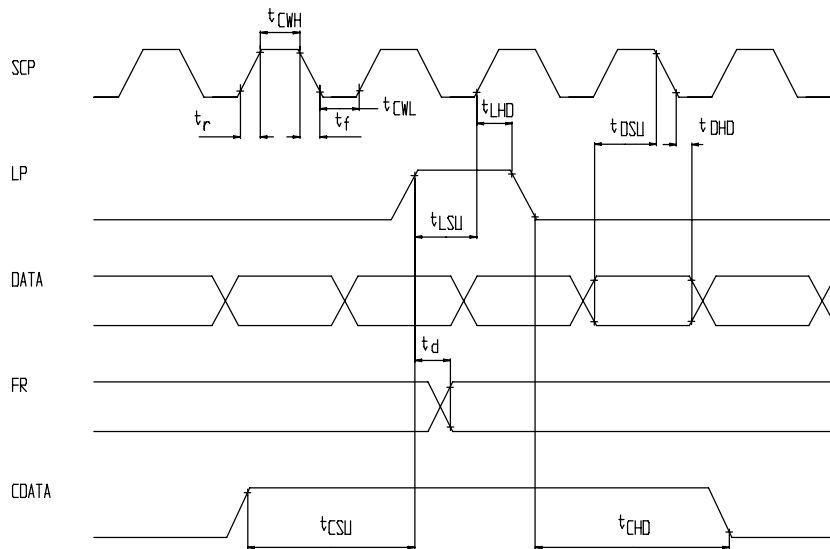 tCWH
SCP
tr
tf
tCWL
tLHD
tDSU
tDHD
LP
tLSU
DATA
td
FR
CDATA
tCSU
tCHD